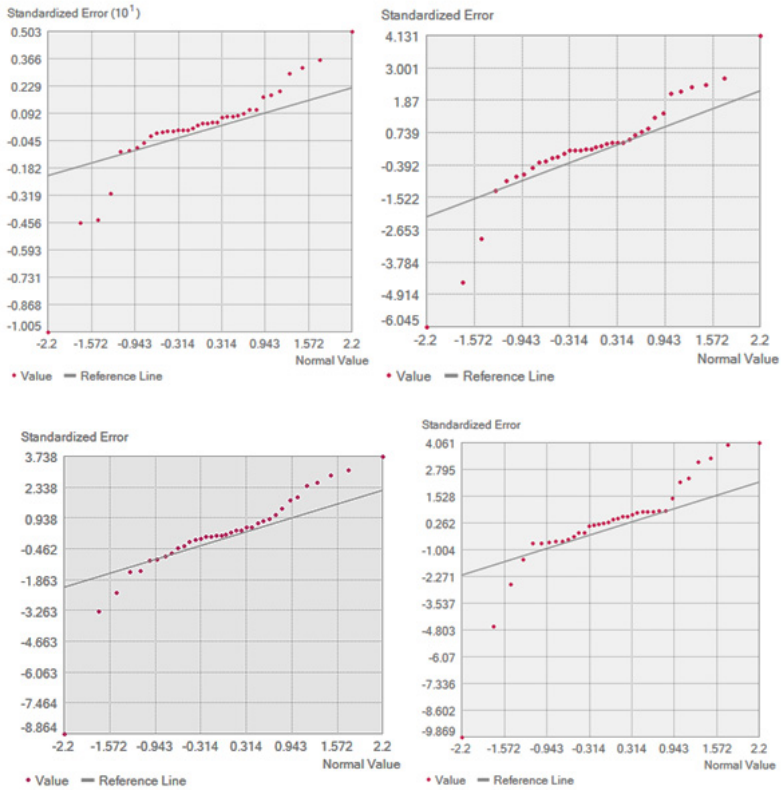 Standardized Error (10¹)
0.503
0.366
0.229
0.092
-0.045
-0.182
-0.319
-0.456
-0.593
-0.731
-0.868
-1.005
-2.2 -1.572 -0.943 -0.314 0.314 0.943 1.572 2.2
Normal Value
Value Reference Line
Standardized Error
4.131
3.001
1.87
0.739
-0.392
-1.522
-2.653
-3.784
-4.914
-6.045
-2.2 -1.572 -0.943 -0.314 0.314 0.943 1.572 2.2
Normal Value
Value Reference Line
Standardized Error
3.738
2.338
0.938
-0.462
-1.863
-3.263
-4.663
-6.063
-7.464
-8.864
-2.2 -1.572 -0.943 -0.314 0.314 0.943 1.572 2.2
Normal Value
Value Reference Line
Standardized Error
4.061
2.795
1.528
0.262
-1.004
-2.271
-3.537
-4.803
-6.07
-7.336
-8.602
-9.869
-2.2 -1.572 -0.943 -0.314 0.314 0.943 1.572 2.2
Normal Value
Value Reference Line